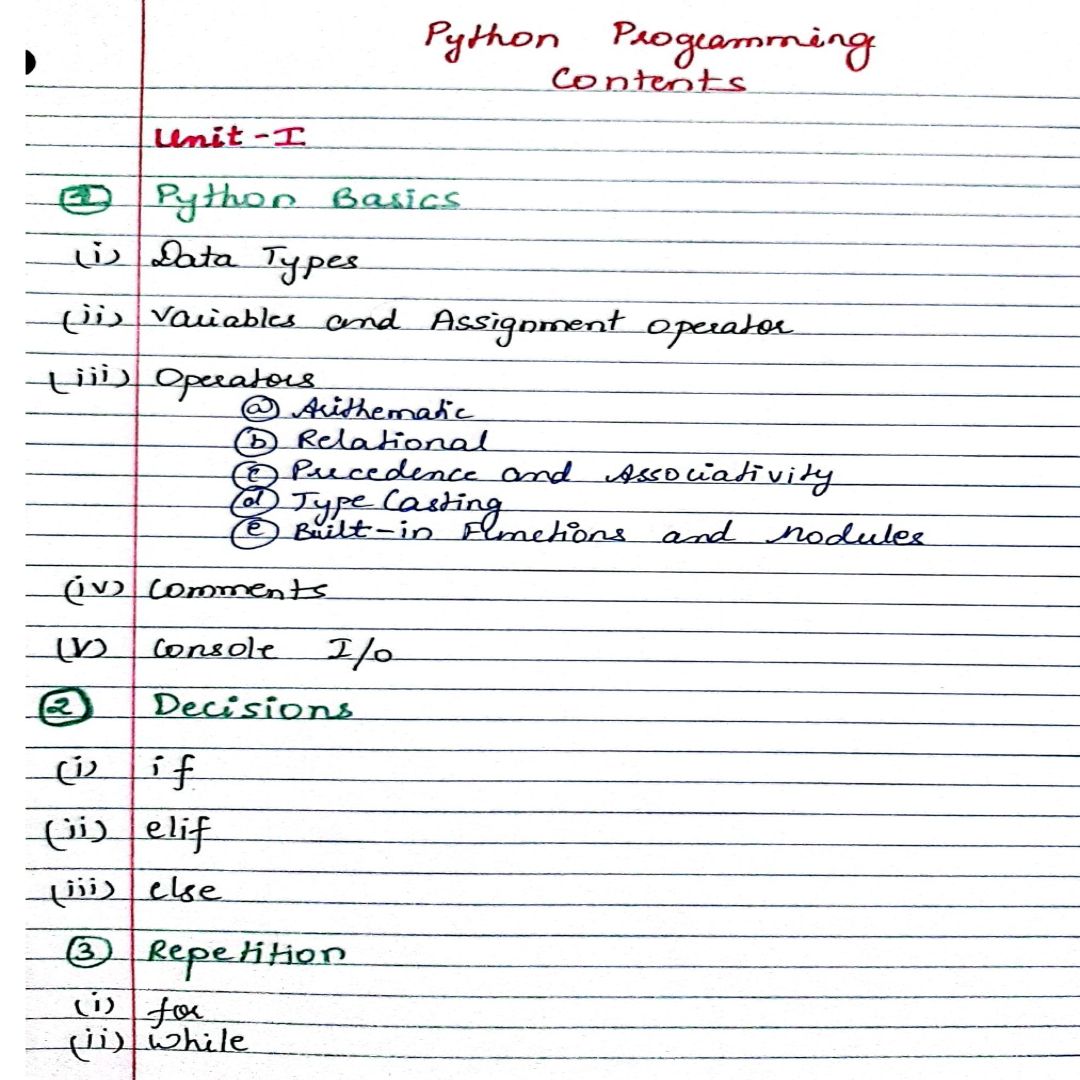 Python Programming
Contents
Unit - I
① Python Basics
(i) Data Types
(ii) Variables and Assignment operator
(iii) Operators
ⓐ Arithematic
ⓑ Relational
ⓒ Precedence and Associativity
ⓓ Type Casting
ⓔ Built-in Functions and nodules
(iv) Comments
(V) Console I/O
② Decisions
(i) if
(ii) elif
(iii) else
③ Repetition
(i) for
(ii) while